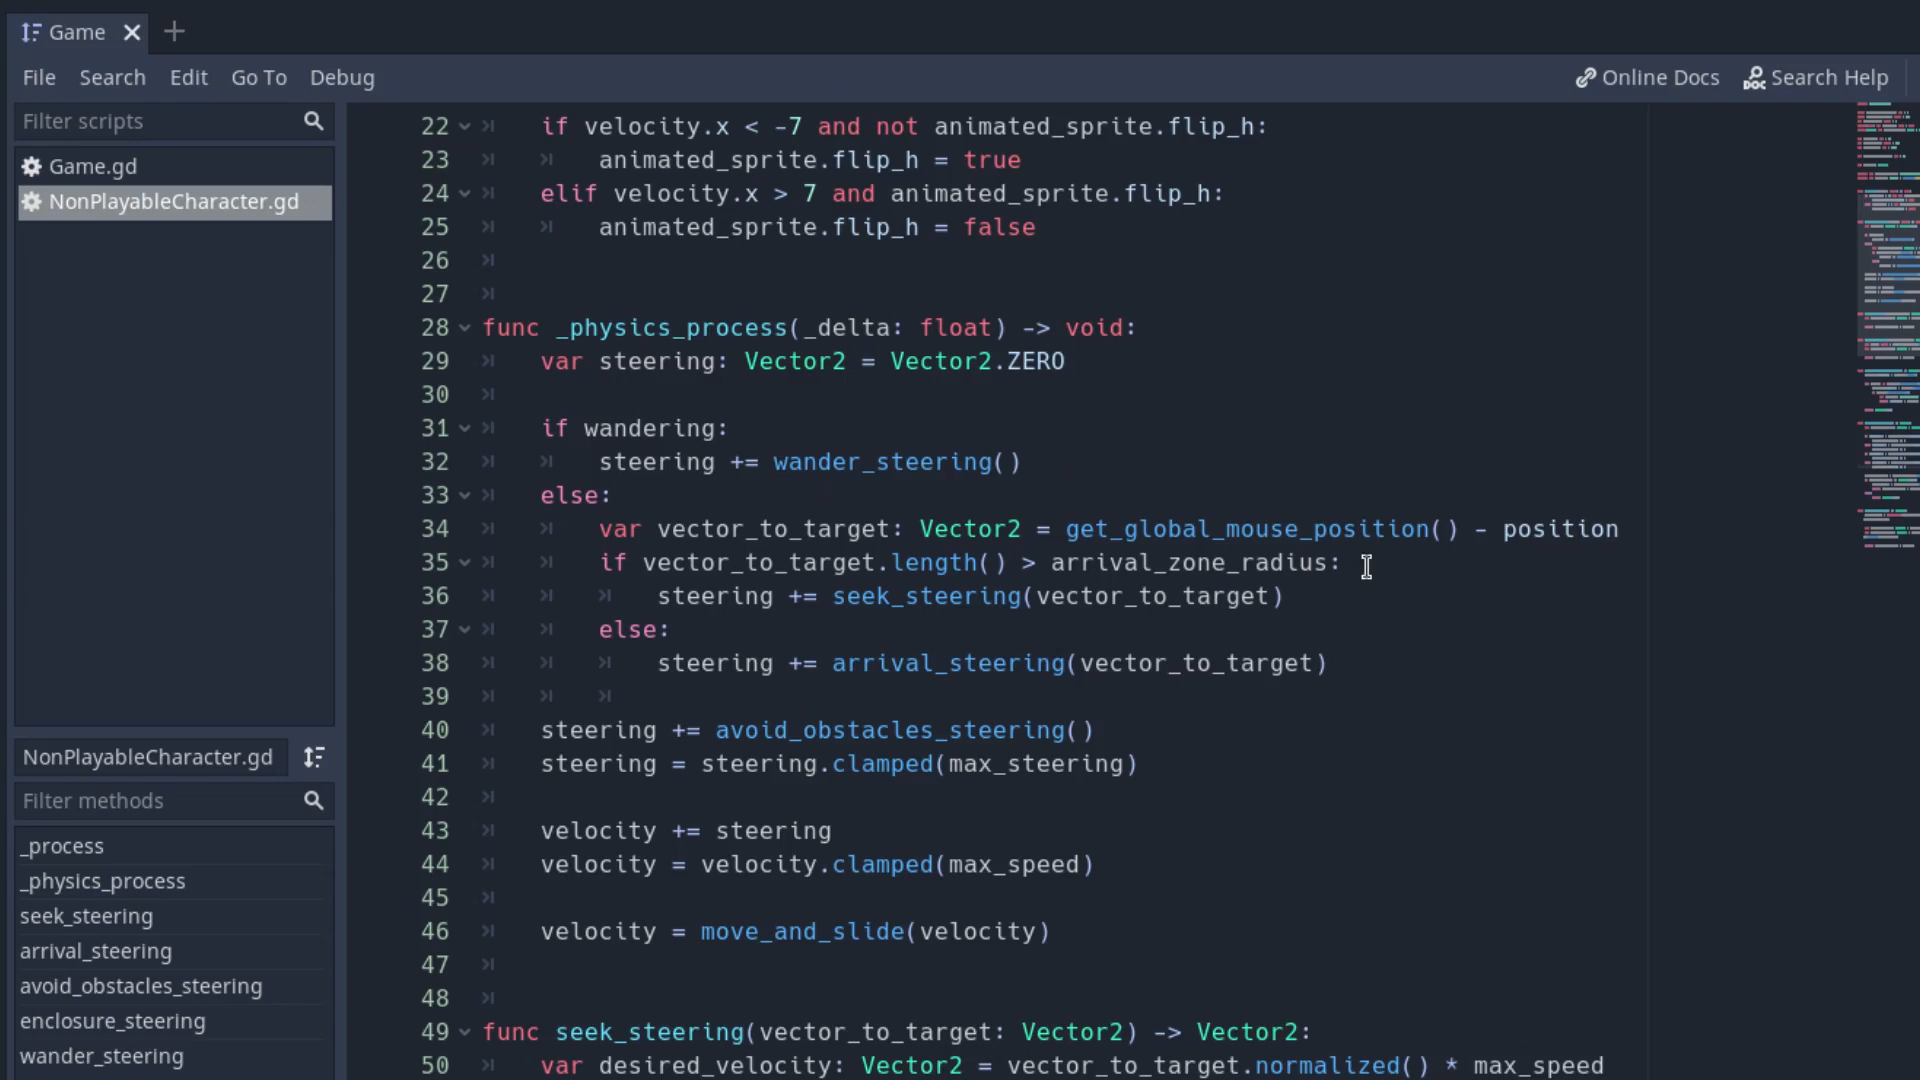 Game
File Search Edit Go To Debug Online Docs Search Help
Filter scripts
Game.gd
NonPlayableCharacter.gd
NonPlayableCharacter.gd
Filter methods
_process
_physics_process
seek_steering
arrival_steering
avoid_obstacles_steering
enclosure_steering
wander_steering
22 if velocity.x < -7 and not animated_sprite.flip_h:
23 animated_sprite.flip_h = true
24 elif velocity.x > 7 and animated_sprite.flip_h:
25 animated_sprite.flip_h = false
26
27
28 func _physics_process(_delta: float) -> void:
29 var steering: Vector2 = Vector2.ZERO
30
31 if wandering:
32 steering += wander_steering()
33 else:
34 var vector_to_target: Vector2 = get_global_mouse_position() - position
35 if vector_to_target.length() > arrival_zone_radius:
36 steering += seek_steering(vector_to_target)
37 else:
38 steering += arrival_steering(vector_to_target)
39
40 steering += avoid_obstacles_steering()
41 steering = steering.clamped(max_steering)
42
43 velocity += steering
44 velocity = velocity.clamped(max_speed)
45
46 velocity = move_and_slide(velocity)
47
48
49 func seek_steering(vector_to_target: Vector2) -> Vector2:
50 var desired_velocity: Vector2 = vector_to_target.normalized() * max_speed